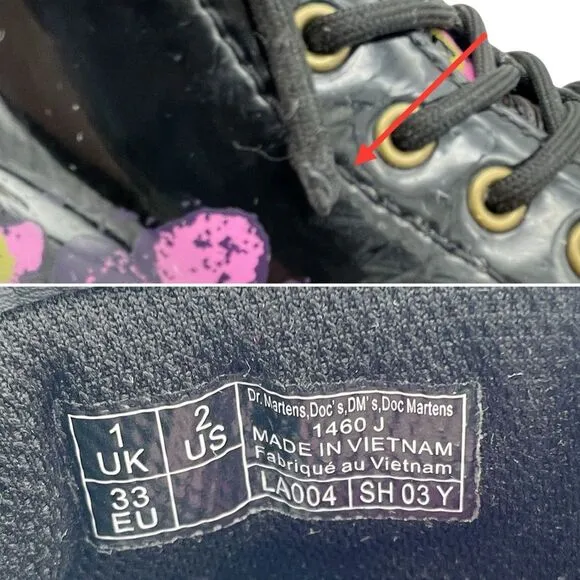 1
UK
2
US
33
EU
Dr. Martens,Doc's,DM's,Doc Martens
1460 J
MADE IN VIETNAM
Fabriqué au Vietnam
LA004
SH 03 Y